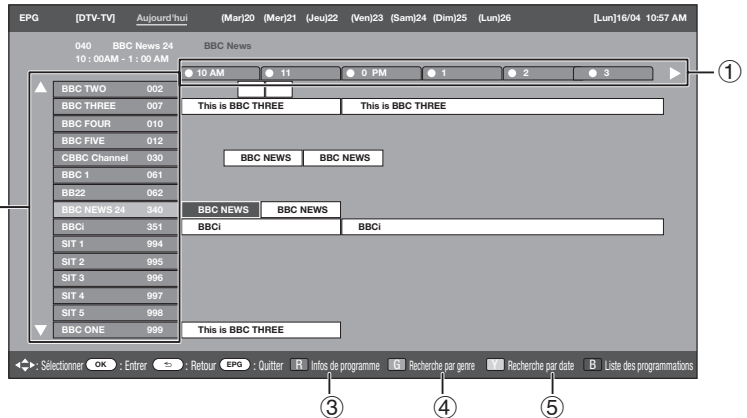 EPG [DTV-TV] Aujourd'hui (Mar)20 (Mer)21 (Jeu)22 (Ven)23 (Sam)24 (Dim)25 (Lun)26 [Lun]16/04 10:57 AM
040 BBC News 24 BBC News
10 : 00AM - 1 : 00 AM
10 AM 11 0 PM 1 2 3 ①
BBC TWO 002
BBC THREE 007 This is BBC THREE This is BBC THREE
BBC FOUR 010
BBC FIVE 012
CBBC Channel 030 BBC NEWS BBC NEWS
BBC 1 061
BB22 062
BBC NEWS 24 340 BBC NEWS BBC NEWS
BBCi 351 BBCi BBCi
SIT 1 994
SIT 2 995
SIT 3 996
SIT 4 997
SIT 5 998
BBC ONE 999 This is BBC THREE
: Sélectionner OK : Entrer : Retour EPG : Quitter R Infos de programme G Recherche par genre Y Recherche par date B Liste des programmations
③ ④ ⑤